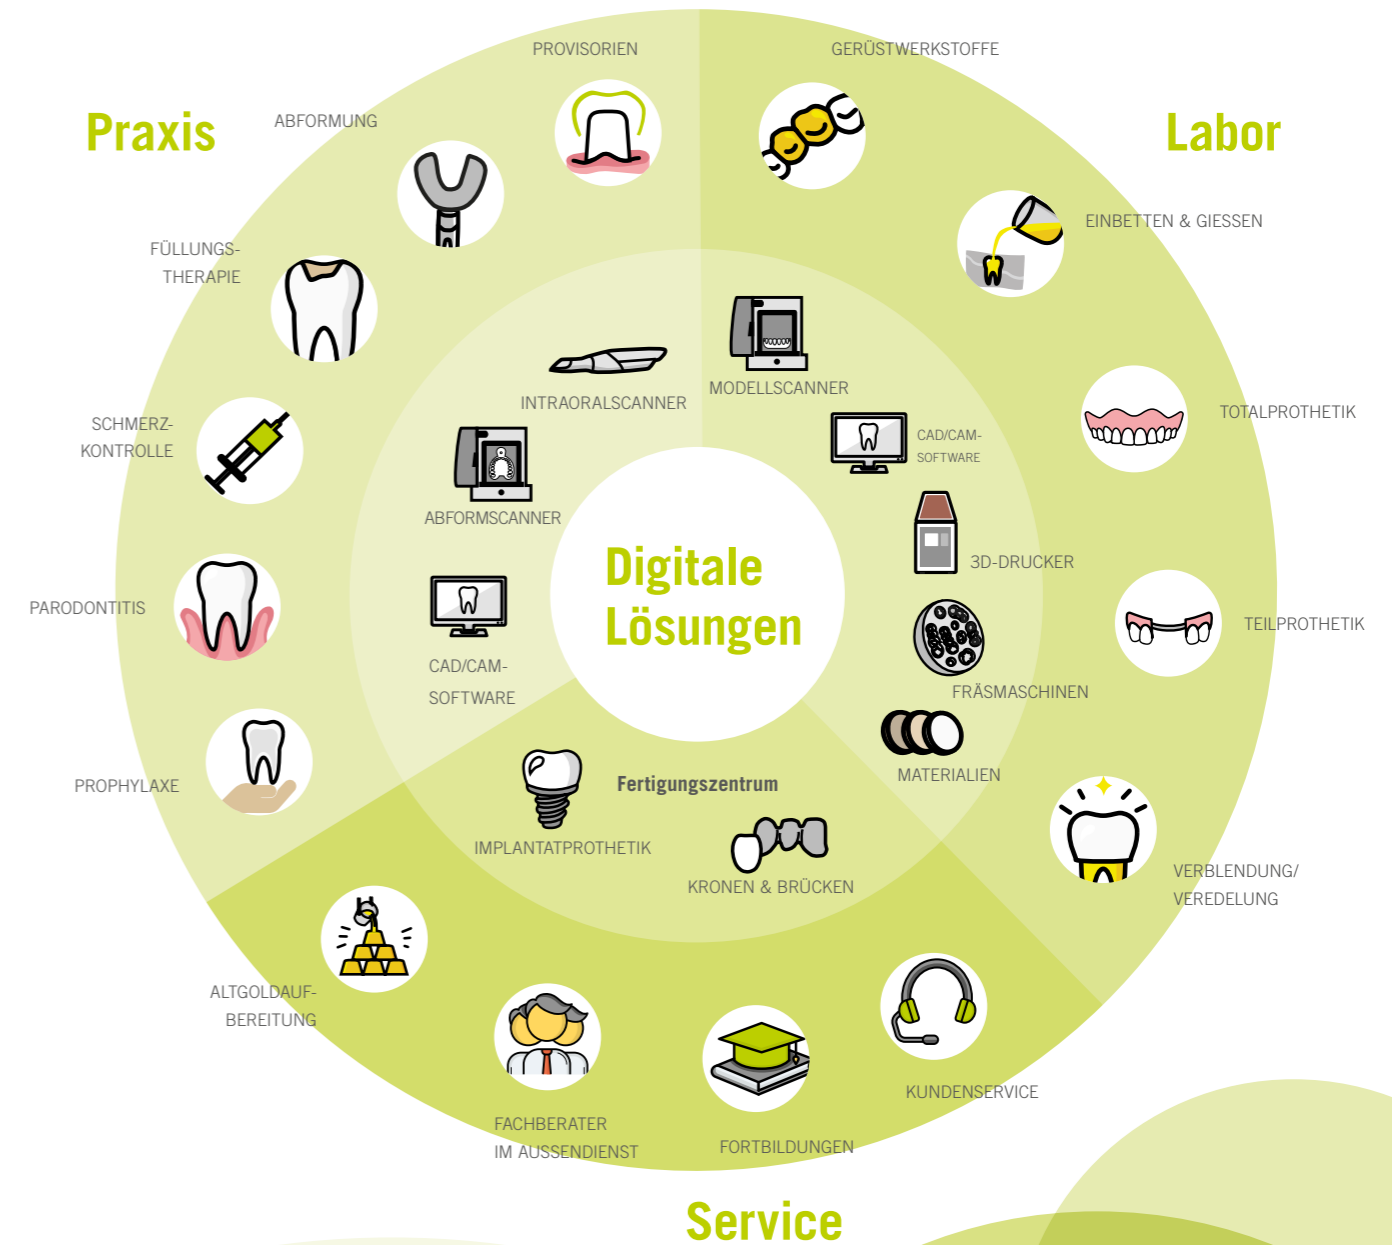 PROVISORIEN
GERÜSTWERKSTOFFE
Praxis
ABFORMUNG
Labor
EINBETTEN & GIESSEN
FÜLLUNGS-
THERAPIE
INTRAORALSCANNER
MODELLSCANNER
TOTALPROTHETIK
SCHMERZ-
KONTROLLE
CAD/CAM-
SOFTWARE
ABFORMSCANNER
3D-DRUCKER
Digitale
Lösungen
PARODONTITIS
TEILPROTHETIK
CAD/CAM-
SOFTWARE
FRÄSMASCHINEN
PROPHYLAXE
Fertigungszentrum
MATERIALIEN
IMPLANTATPROTHETIK
KRONEN & BRÜCKEN
VERBLENDUNG/
VEREDELUNG
ALTGOLDAUF-
BEREITUNG
KUNDENSERVICE
FACHBERATER
IM AUSSENDIENST
FORTBILDUNGEN
Service